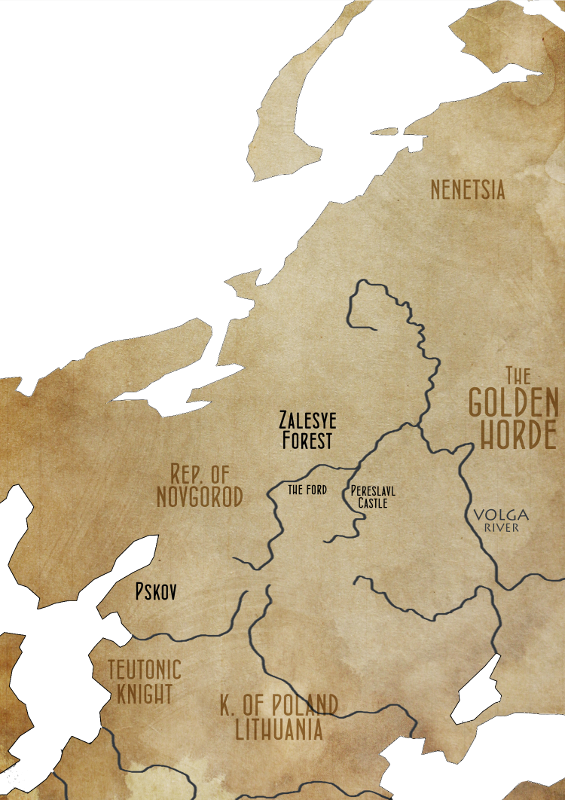 NENETSIA
THE
GOLDEN
HORDE
ZALESYE
FOREST
REP. OF
NOVGOROD
THE FORD
PERESLAVL
CASTLE
VOLGA
RIVER
PSKOV
TEUTONIC
KNIGHT
K. OF POLAND
LITHUANIA